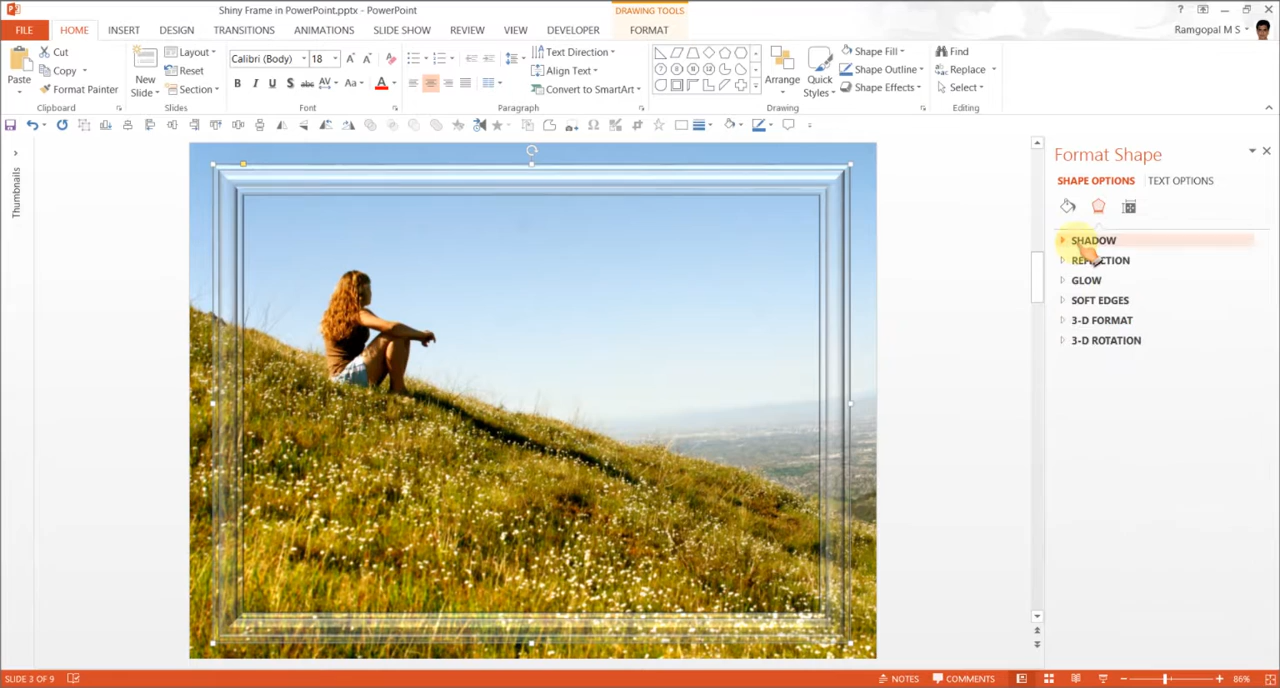 Shiny Frame in PowerPoint.pptx - PowerPoint
DRAWING TOOLS
?
FILE
HOME
INSERT
DESIGN
TRANSITIONS
ANIMATIONS
SLIDE SHOW
REVIEW
VIEW
DEVELOPER
FORMAT
Ramgopal M S
Paste
Cut
Copy
Format Painter
Clipboard
New
Slide
Layout
Reset
Section
Slides
Calibri (Body)
18
B I U S abc AV Aa A
Font
Text Direction
Align Text
Convert to SmartArt
Paragraph
Arrange
Quick
Styles
Shape Fill
Shape Outline
Shape Effects
Drawing
Find
Replace
Select
Editing
Thumbnails
Format Shape
SHAPE OPTIONS
TEXT OPTIONS
SHADOW
REFLECTION
GLOW
SOFT EDGES
3-D FORMAT
3-D ROTATION
SLIDE 3 OF 9
NOTES
COMMENTS
86%